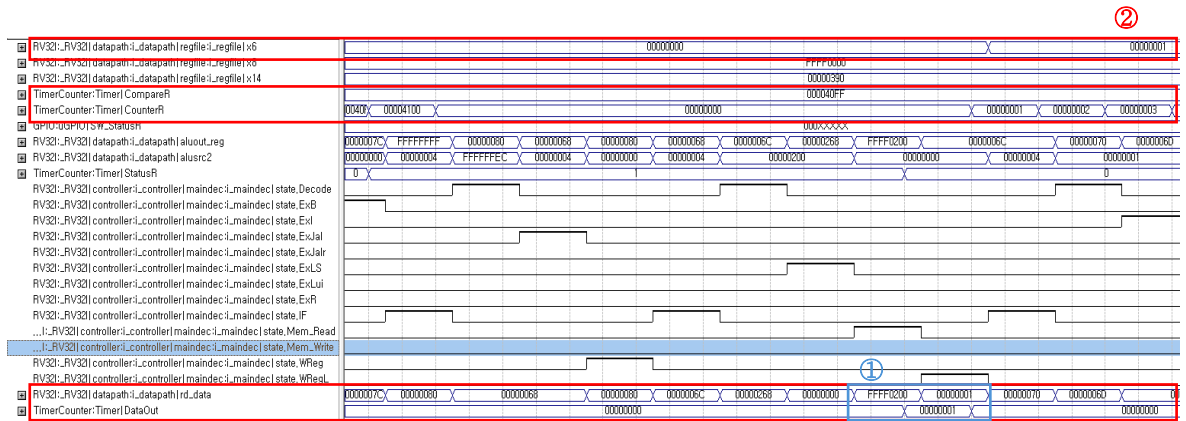 ②
RV32I:_RV32I|datapath:i_datapath|regfile:i_regfile|x6 00000000 00000001
RV32I:_RV32I|datapath:i_datapath|regfile:i_regfile|x8 FFFF0000
RV32I:_RV32I|datapath:i_datapath|regfile:i_regfile|x14 00000390
TimerCounter:Timer|CompareR 000040FF
TimerCounter:Timer|CounterR 00004100 00000000 00000001 00000002 00000003
GPIO:uGPIO|SW_StatusR 000XXXXX
RV32I:_RV32I|datapath:i_datapath|aluout_reg 0000007C FFFFFFFF 00000080 00000068 00000080 00000068 0000006C 00000268 FFFF0200 0000026C 00000070 0000006D
RV32I:_RV32I|datapath:i_datapath|alusrc2 00000000 00000004 FFFFFFEC 00000004 00000000 00000004 00000200 00000000 00000004 00000001
TimerCounter:Timer|StatusR 0 1 0
RV32I:_RV32I|controller:i_controller|maindec:i_maindec|state.Decode
RV32I:_RV32I|controller:i_controller|maindec:i_maindec|state.ExB
RV32I:_RV32I|controller:i_controller|maindec:i_maindec|state.ExI
RV32I:_RV32I|controller:i_controller|maindec:i_maindec|state.ExJal
RV32I:_RV32I|controller:i_controller|maindec:i_maindec|state.ExJalr
RV32I:_RV32I|controller:i_controller|maindec:i_maindec|state.ExLS
RV32I:_RV32I|controller:i_controller|maindec:i_maindec|state.ExLui
RV32I:_RV32I|controller:i_controller|maindec:i_maindec|state.ExR
RV32I:_RV32I|controller:i_controller|maindec:i_maindec|state.IF
...I:_RV32I|controller:i_controller|maindec:i_maindec|state.Mem_Read
...I:_RV32I|controller:i_controller|maindec:i_maindec|state.Mem_Write
RV32I:_RV32I|controller:i_controller|maindec:i_maindec|state.WReg
①
RV32I:_RV32I|controller:i_controller|maindec:i_maindec|state.WRegL
RV32I:_RV32I|datapath:i_datapath|rd_data 0000007C 00000080 00000068 00000080 0000006C 00000268 00000000 FFFF0200 00000001 00000070 0000006D
TimerCounter:Timer|DataOut 00000000 00000001 00000000